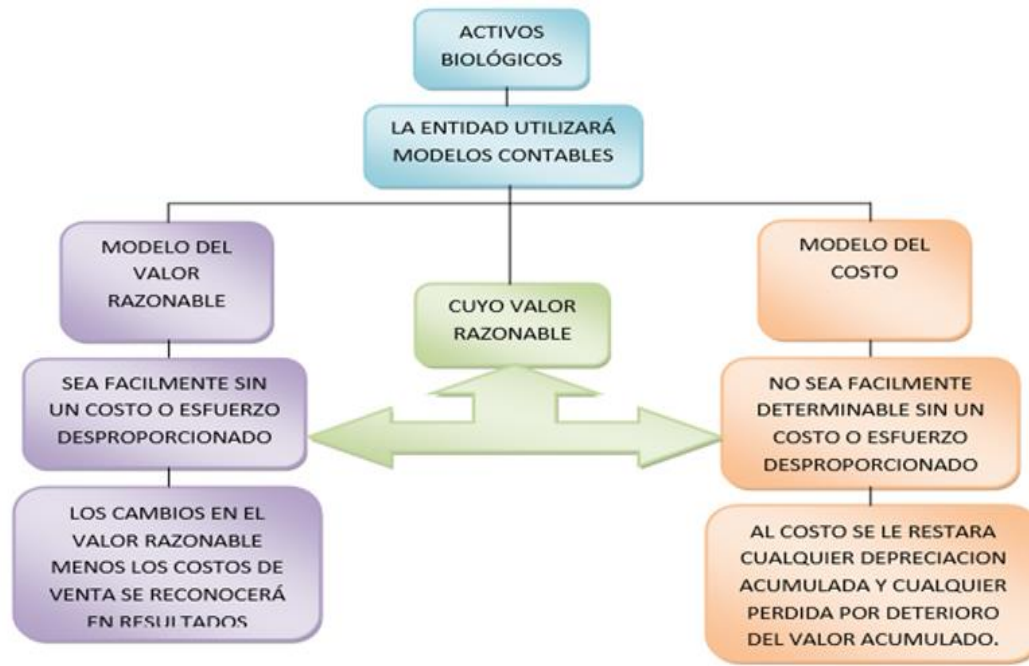 ACTIVOS
BIOLÓGICOS
LA ENTIDAD UTILIZARÁ
MODELOS CONTABLES
MODELO DEL
VALOR
RAZONABLE
CUYO VALOR
RAZONABLE
MODELO DEL
COSTO
SEA FACILMENTE SIN
UN COSTO O ESFUERZO
DESPROPORCIONADO
NO SEA FACILMENTE
DETERMINABLE SIN UN
COSTO O ESFUERZO
DESPROPORCIONADO
LOS CAMBIOS EN EL
VALOR RAZONABLE
MENOS LOS COSTOS DE
VENTA SE RECONOCERÁ
EN RESULTADOS
AL COSTO SE LE RESTARA
CUALQUIER DEPRECIACION
ACUMULADA Y CUALQUIER
PERDIDA POR DETERIORO
DEL VALOR ACUMULADO.